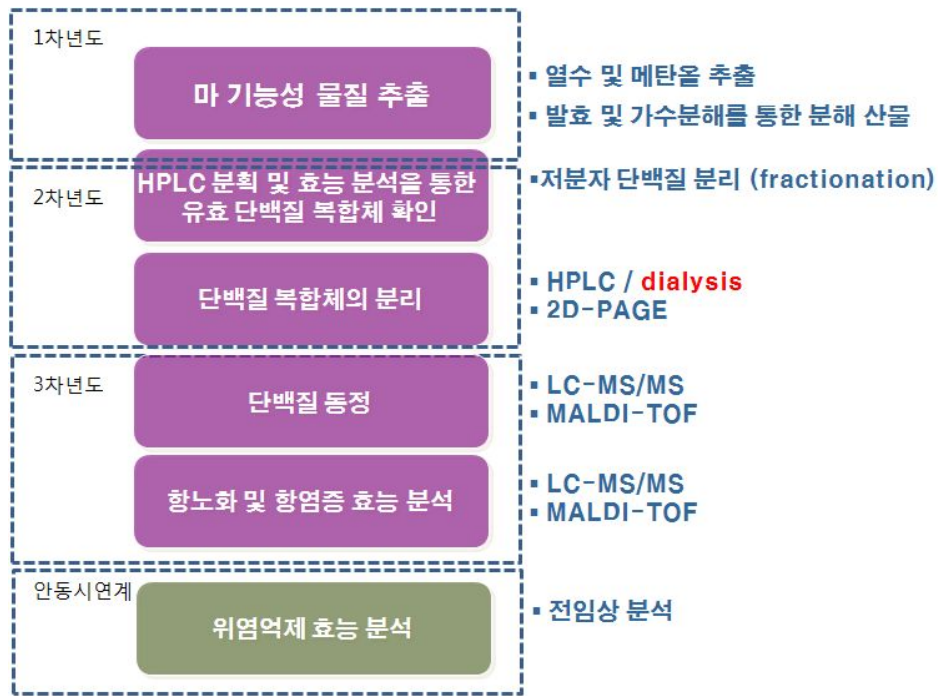 1차년도
마 기능성 물질 추출
▪ 열수 및 메탄올 추출
▪ 발효 및 가수분해를 통한 분해 산물
2차년도
HPLC 분획 및 효능 분석을 통한
유효 단백질 복합체 확인
▪저분자 단백질 분리 (fractionation)
단백질 복합체의 분리
▪ HPLC / dialysis
▪ 2D-PAGE
3차년도
단백질 동정
▪ LC-MS/MS
▪ MALDI-TOF
항노화 및 항염증 효능 분석
▪ LC-MS/MS
▪ MALDI-TOF
안동시연계
위염억제 효능 분석
▪ 전임상 분석